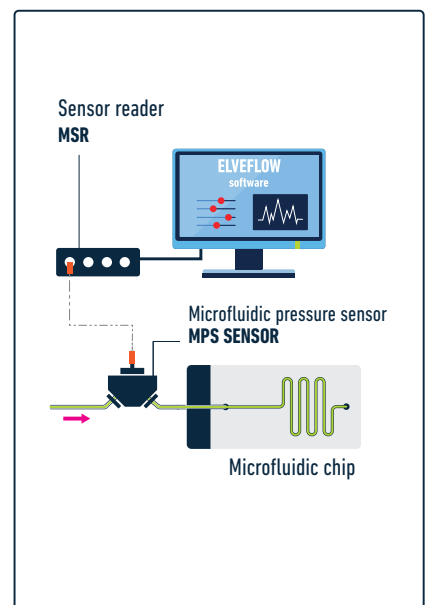 Sensor reader
MSR
ELVEFLOW
software
Microfluidic pressure sensor
MPS SENSOR
Microfluidic chip